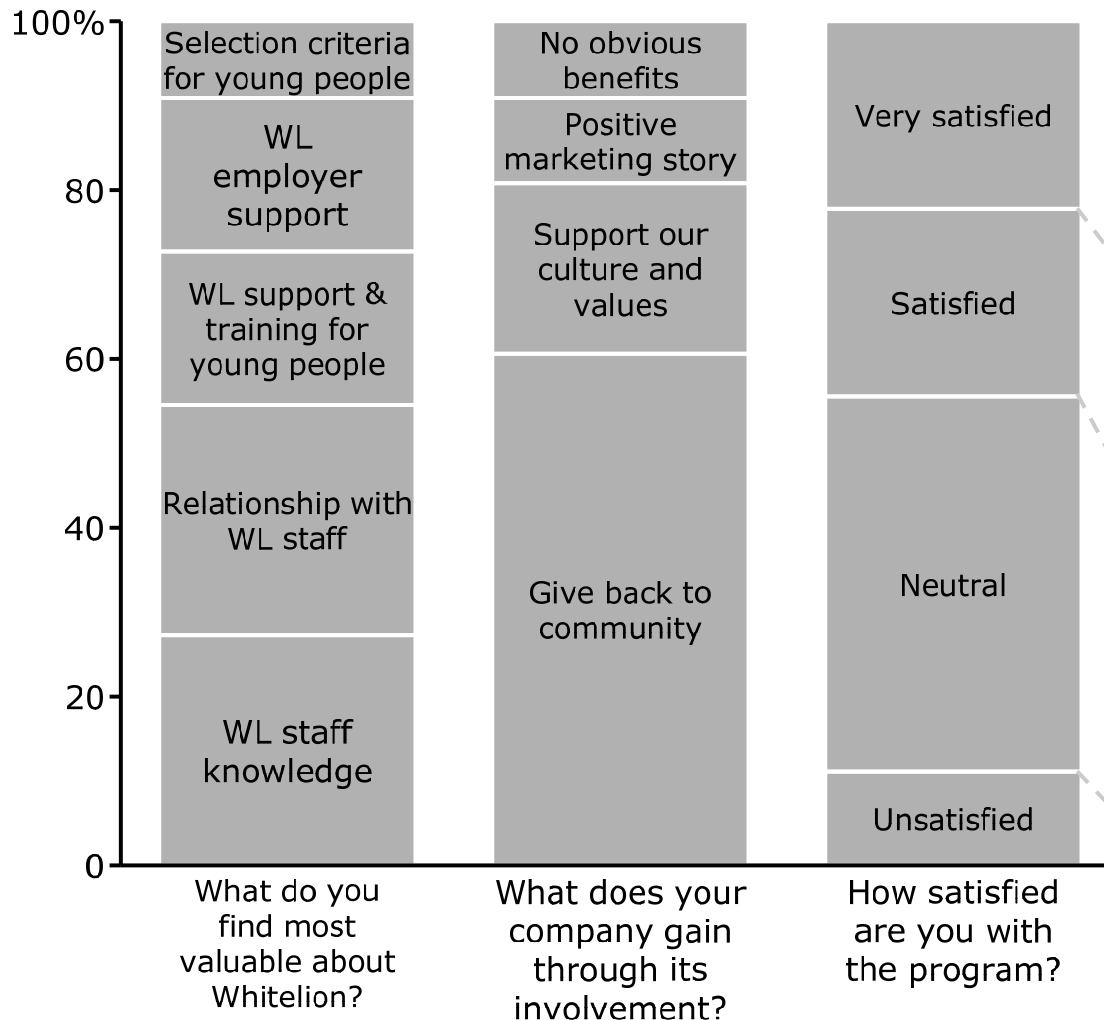 100%
80
60
40
20
0
Selection criteria
for young people
WL
employer
support
WL support &
training for
young people
Relationship with
WL staff
WL staff
knowledge
What do you
find most
valuable about
Whitelion?
No obvious
benefits
Positive
marketing story
Support our
culture and
values
Give back to
community
What does your
company gain
through its
involvement?
Very satisfied
Satisfied
Neutral
Unsatisfied
How satisfied
are you with
the program?